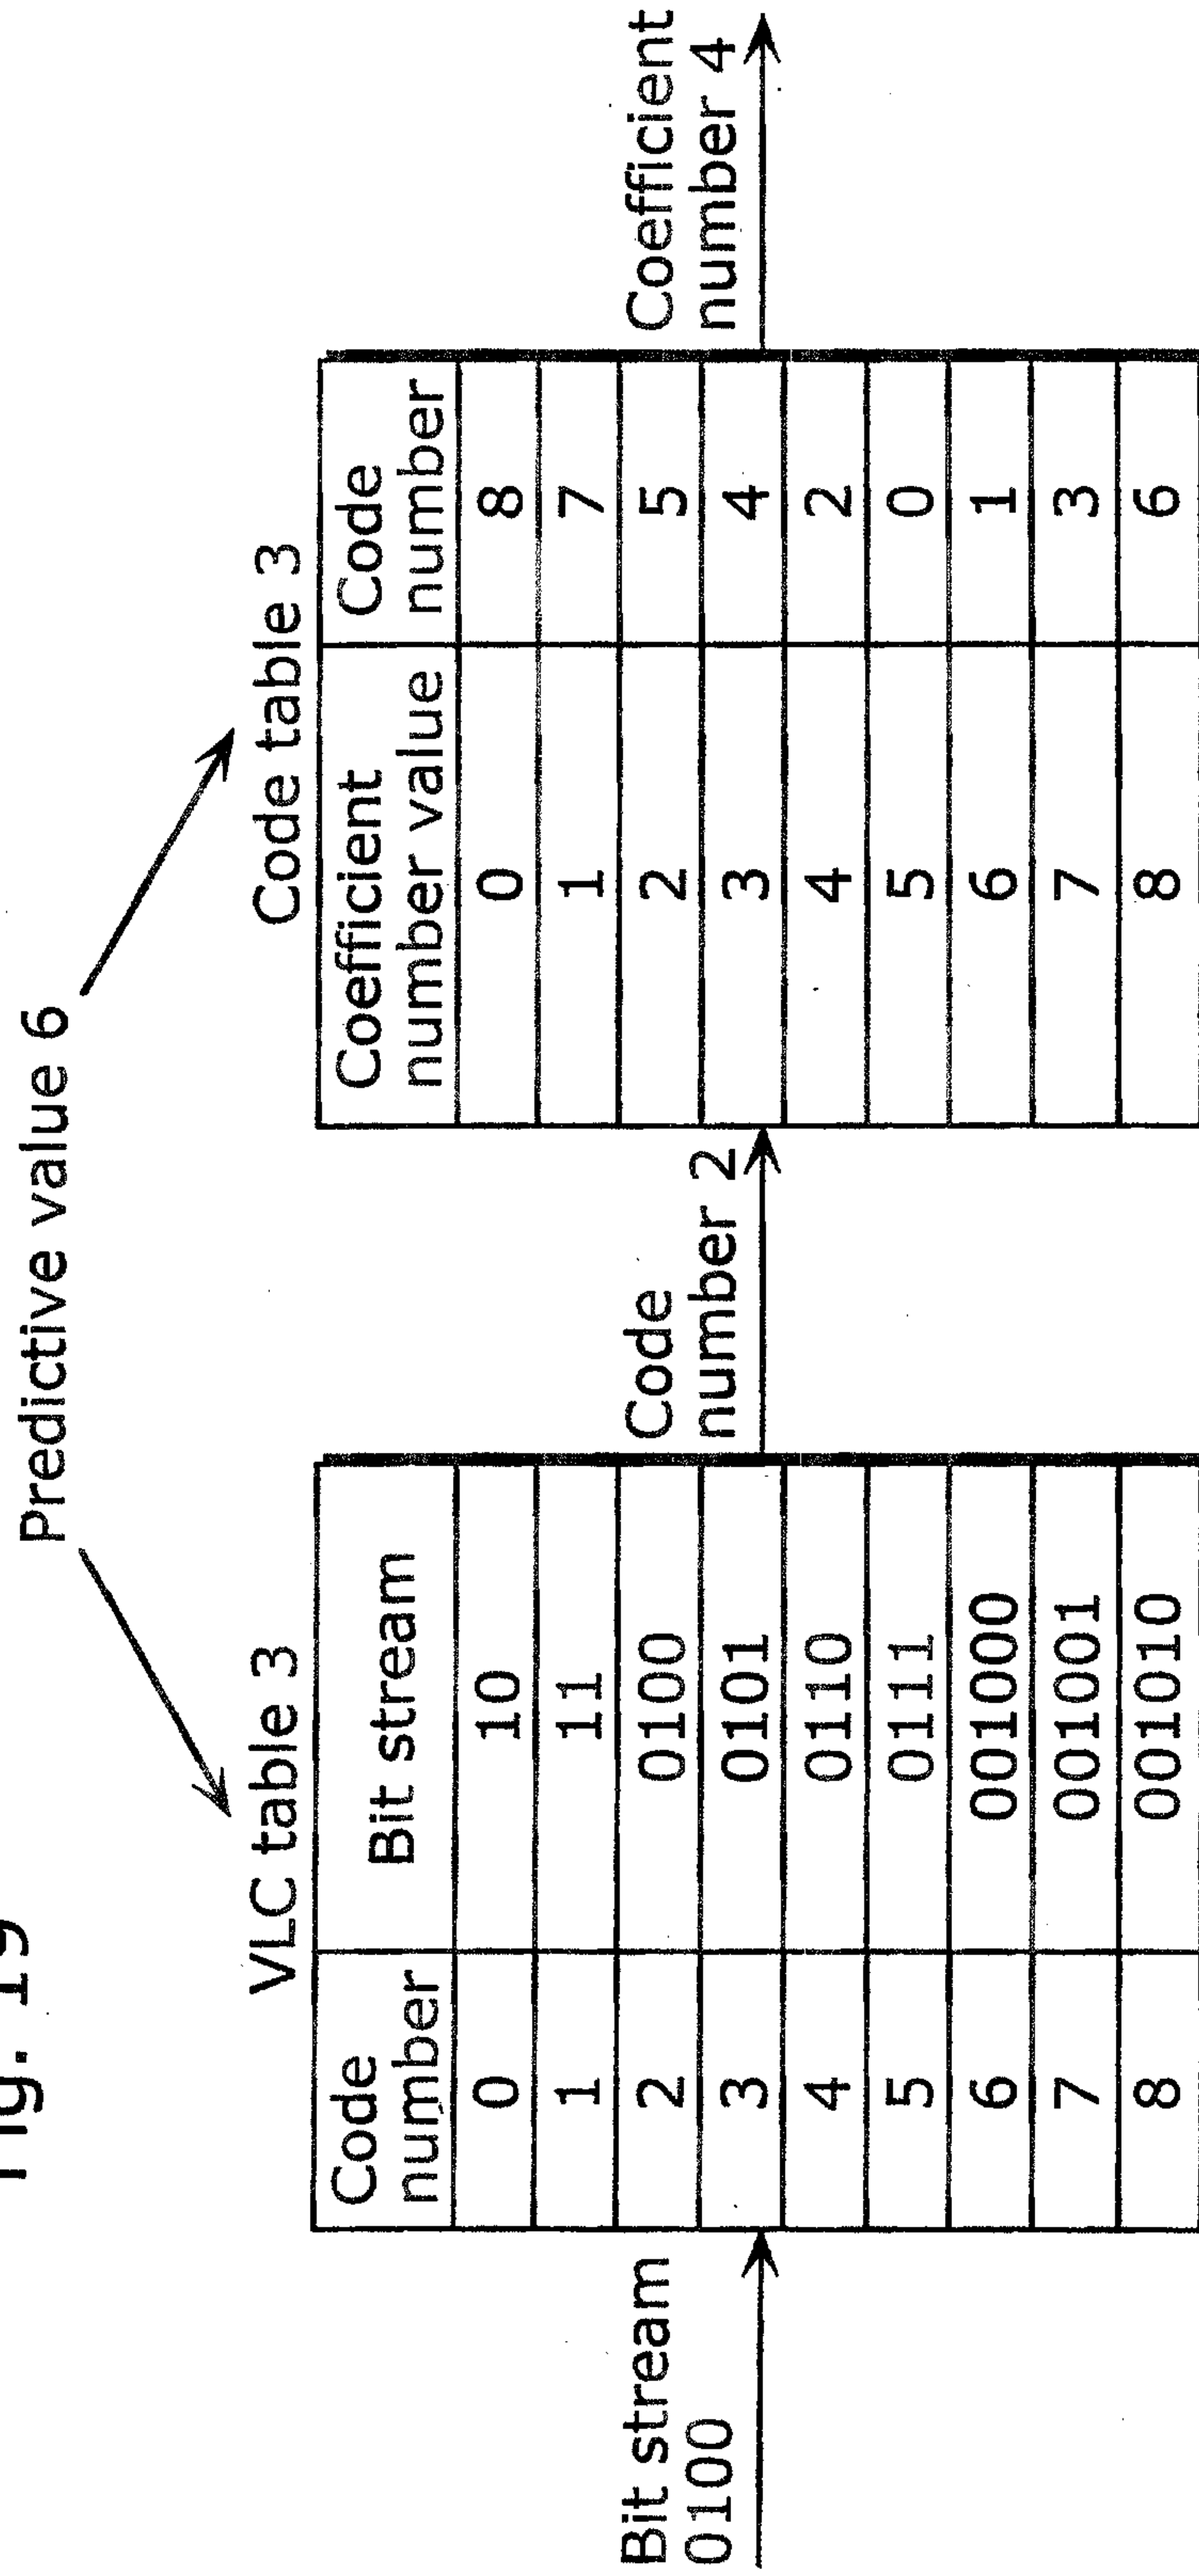 Fig. 19
Predictive value 6
VLC table 3
Code number
Bit stream
0 10
1 11
2 0100
3 0101
4 0110
5 0111
6 001000
7 001001
8 001010
Code table 3
Coefficient number value
Code number
0 8
1 7
2 5
3 4
4 2
5 0
6 1
7 3
8 6
Bit stream
0100
Code
number 2
Coefficient
number 4